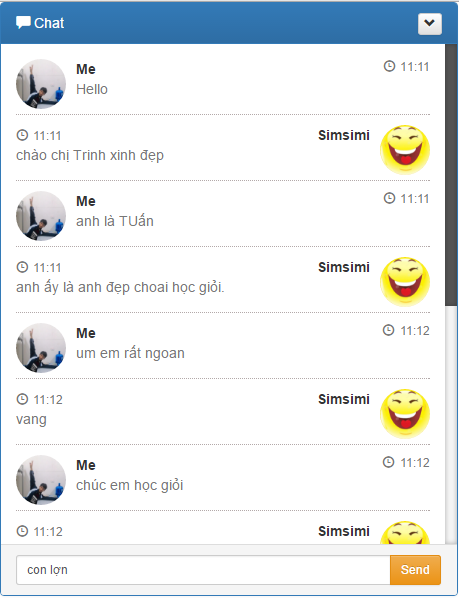 Chat
Me 11:11
Hello
11:11 Simsimi
chào chị Trinh xinh đẹp
Me 11:11
anh là TUấn
11:11 Simsimi
anh ấy là anh đẹp choai học giỏi.
Me 11:12
um em rất ngoan
11:12 Simsimi
vang
Me 11:12
chúc em học giỏi
11:12 Simsimi
con lợn Send